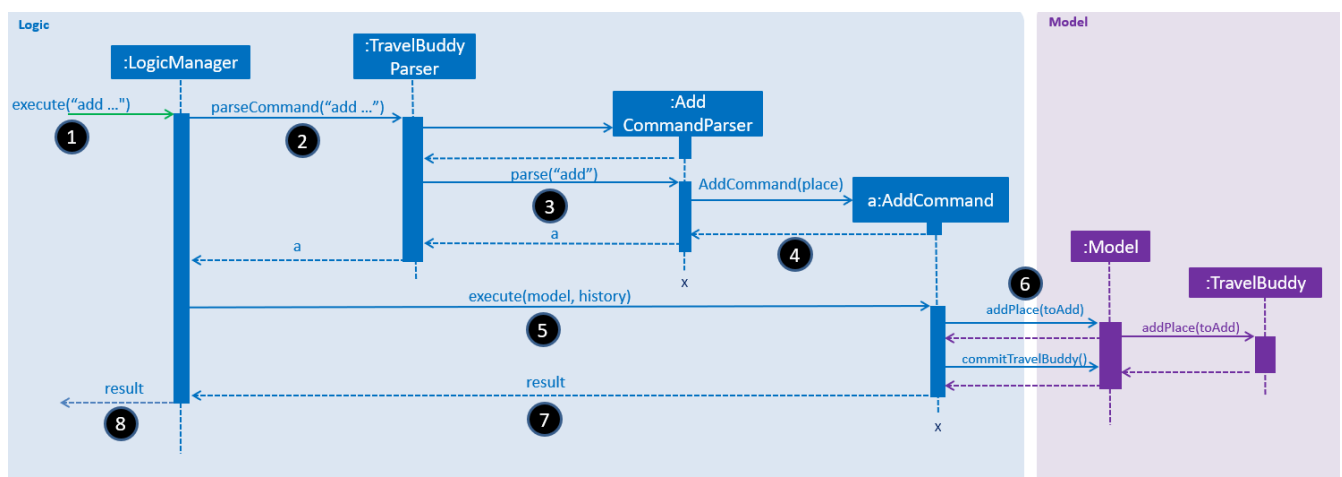 Logic
Model
:LogicManager
:TravelBuddy
Parser
execute(“add ...")
parseCommand(“add ...”)
:Add
CommandParser
1
2
parse(“add”)
AddCommand(place)
3
a:AddCommand
a
a
4
:Model
6
:TravelBuddy
x
execute(model, history)
addPlace(toAdd)
addPlace(toAdd)
5
commitTravelBuddy()
result
result
8
7
x